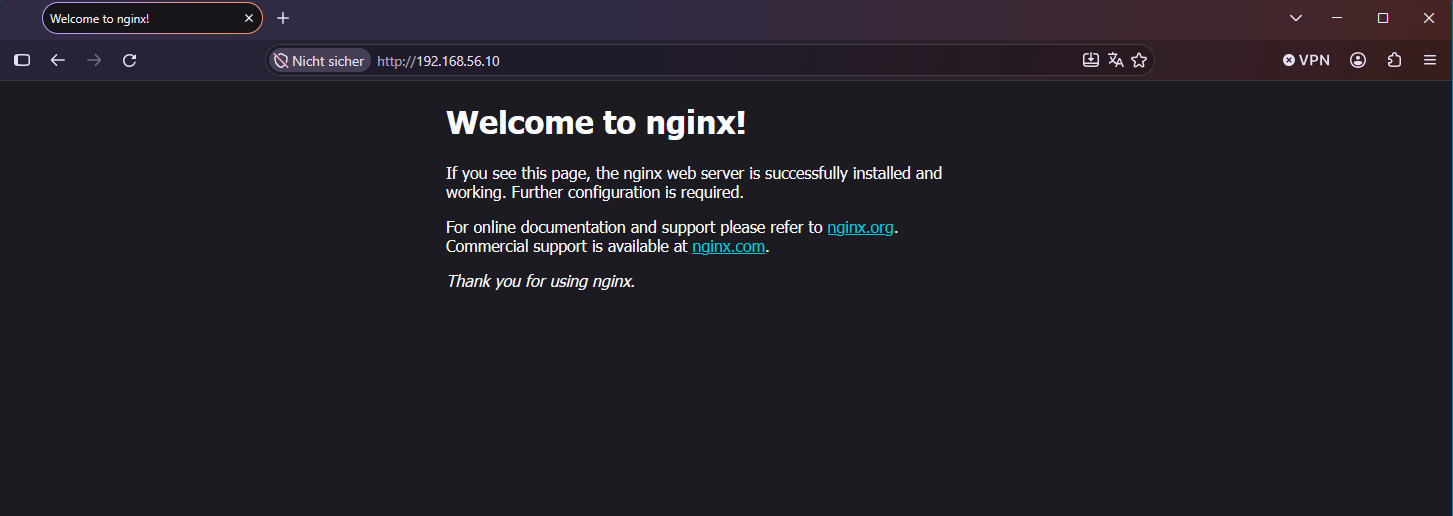 Welcome to nginx!
Nicht sicher http://192.168.56.10
VPN
Welcome to nginx!
If you see this page, the nginx web server is successfully installed and
working. Further configuration is required.
For online documentation and support please refer to nginx.org.
Commercial support is available at nginx.com.
Thank you for using nginx.